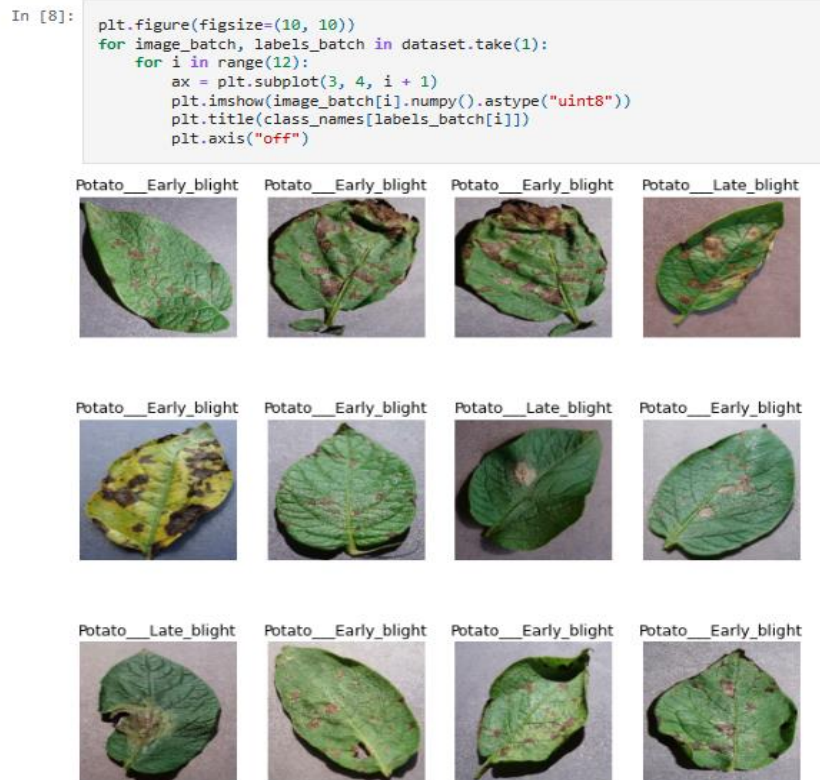 In [8]:
plt.figure(figsize=(10, 10))
for image_batch, labels_batch in dataset.take(1):
    for i in range(12):
        ax = plt.subplot(3, 4, i + 1)
        plt.imshow(image_batch[i].numpy().astype("uint8"))
        plt.title(class_names[labels_batch[i]])
        plt.axis("off")
Potato___Early_blight Potato___Early_blight Potato___Early_blight Potato___Late_blight
Potato___Early_blight Potato___Early_blight Potato___Late_blight Potato___Early_blight
Potato___Late_blight Potato___Early_blight Potato___Early_blight Potato___Early_blight